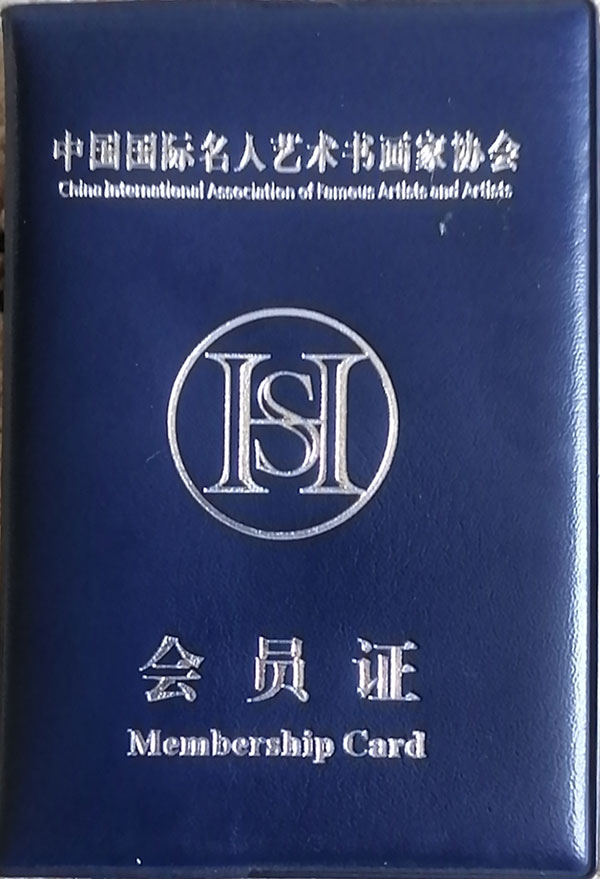 中国国际名人艺术书画家协会
China International Association of Famous Artists and Artists
HS
会员证
Membership Card